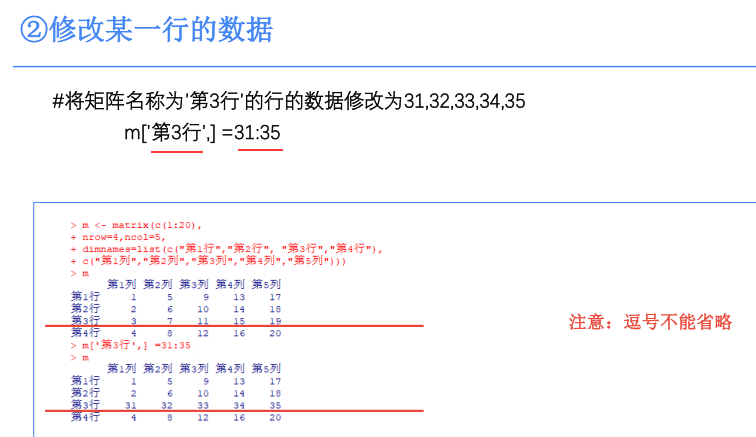 ②修改某一行的数据
#将矩阵名称为'第3行'的行的数据修改为31,32,33,34,35
m['第3行',] =31:35
> m <- matrix(c(1:20),
+ nrow=4,ncol=5,
+ dimnames=list(c("第1行","第2行", "第3行","第4行"),
+ c("第1列","第2列","第3列","第4列","第5列")))
> m
第1列 第2列 第3列 第4列 第5列
第1行 1 5 9 13 17
第2行 2 6 10 14 18
第3行 3 7 11 15 19
第4行 4 8 12 16 20
注意：逗号不能省略
> m['第3行',] =31:35
> m
第1列 第2列 第3列 第4列 第5列
第1行 1 5 9 13 17
第2行 2 6 10 14 18
第3行 31 32 33 34 35
第4行 4 8 12 16 20